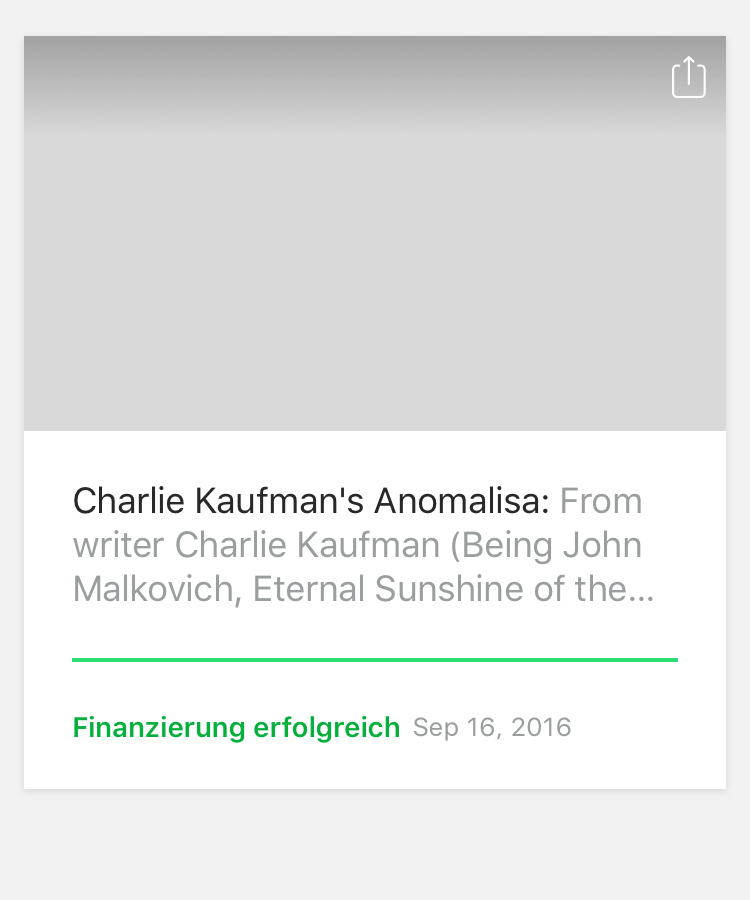 Charlie Kaufman's Anomalisa: From
writer Charlie Kaufman (Being John
Malkovich, Eternal Sunshine of the…
Finanzierung erfolgreich Sep 16, 2016